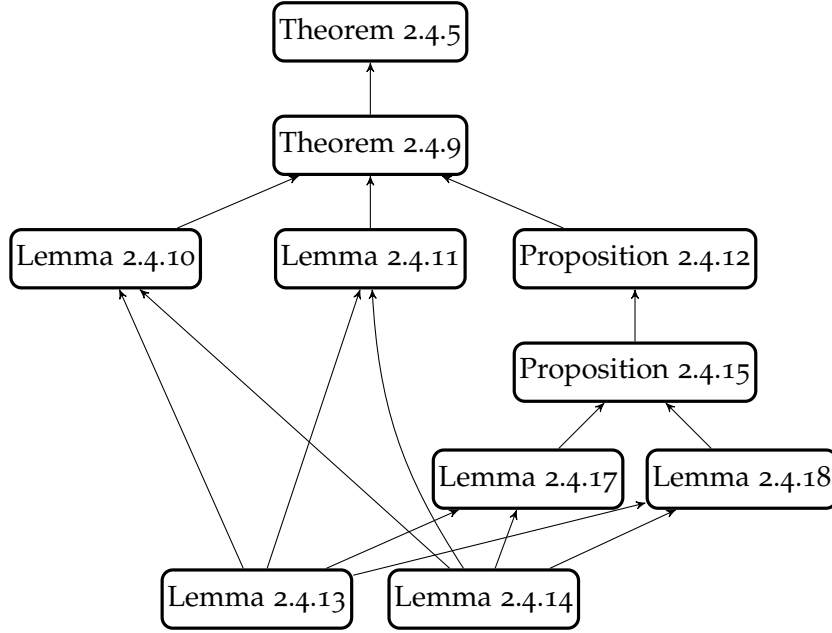 Theorem 2.4.5
Theorem 2.4.9
Lemma 2.4.10
Lemma 2.4.11
Proposition 2.4.12
Proposition 2.4.15
Lemma 2.4.17
Lemma 2.4.18
Lemma 2.4.13
Lemma 2.4.14